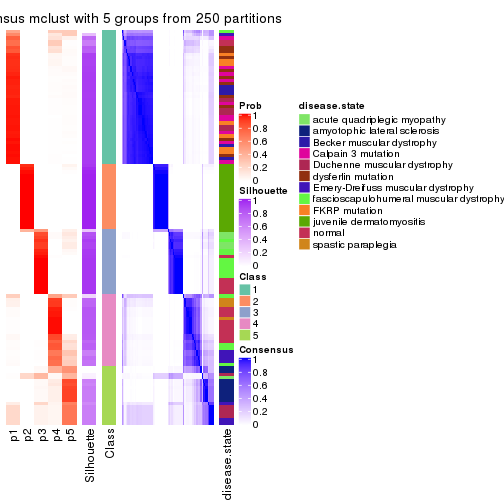 nsus mclust with 5 groups from 250 partitions
Prob
1
0.8
0.6
0.4
0.2
0
Silhouette
1
0.8
0.6
0.4
0.2
0
Class
1
2
3
4
5
Consensus
1
0.8
0.6
0.4
0.2
0
disease.state
acute quadriplegic myopathy
amyotophic lateral sclerosis
Becker muscular dystrophy
Calpain 3 mutation
Duchenne muscular dystrophy
dysferlin mutation
Emery-Dreifuss muscular dystrophy
fascioscapulohumeral muscular dystrophy
FKRP mutation
juvenile dermatomyositis
normal
spastic paraplegia
p1
p2
p3
p4
p5
Silhouette
Class
disease.state